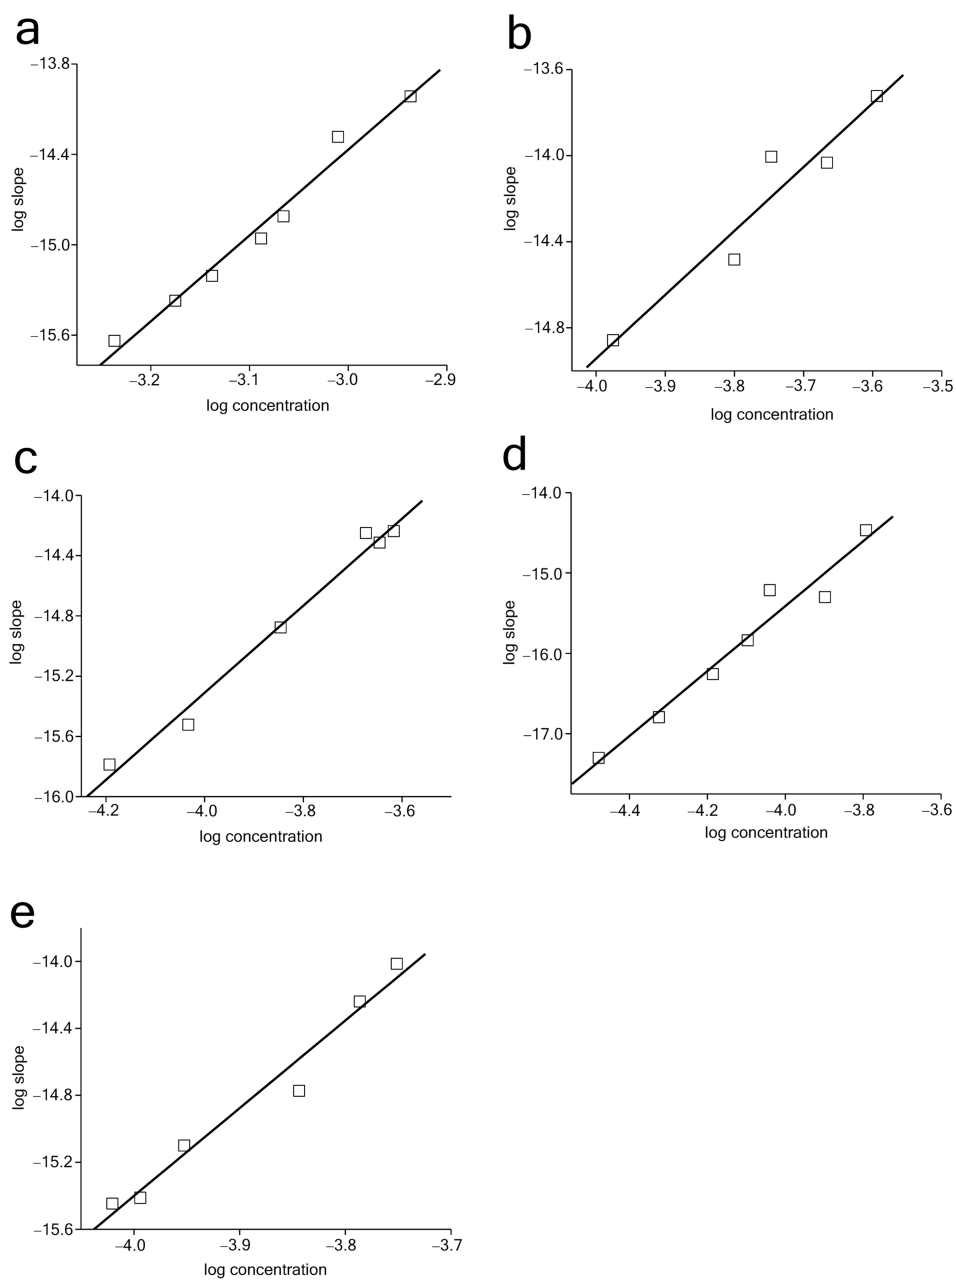 a
−13.8
−14.4
−15.0
−15.6
log slope
−3.2 −3.1 −3.0 −2.9
log concentration
b
−13.6
−14.0
−14.4
−14.8
log slope
−4.0 −3.9 −3.8 −3.7 −3.6 −3.5
log concentration
c
−14.0
−14.4
−14.8
−15.2
−15.6
−16.0
log slope
−4.2 −4.0 −3.8 −3.6
log concentration
d
−14.0
−15.0
−16.0
−17.0
log slope
−4.4 −4.2 −4.0 −3.8 −3.6
log concentration
e
−14.0
−14.4
−14.8
−15.2
−15.6
log slope
−4.0 −3.9 −3.8 −3.7
log concentration